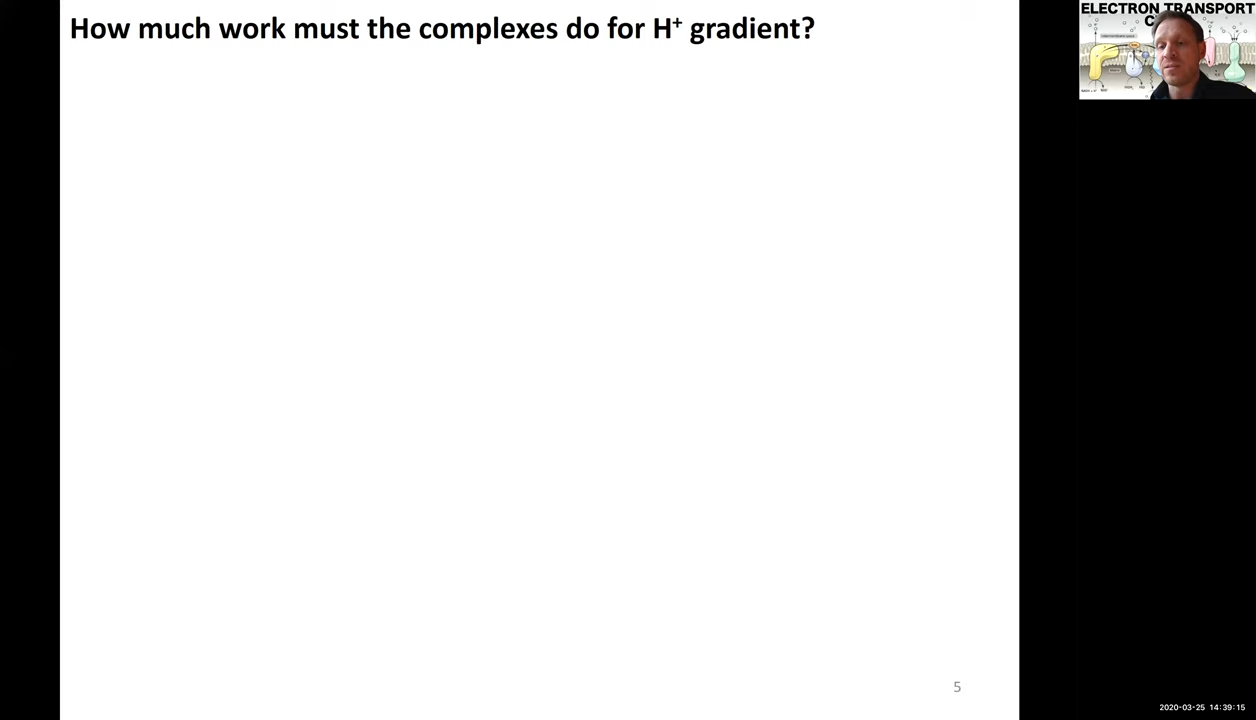 How much work must the complexes do for H⁺ gradient?
ELECTRON TRANSPORT
C
5
2020-03-25 14:39:15